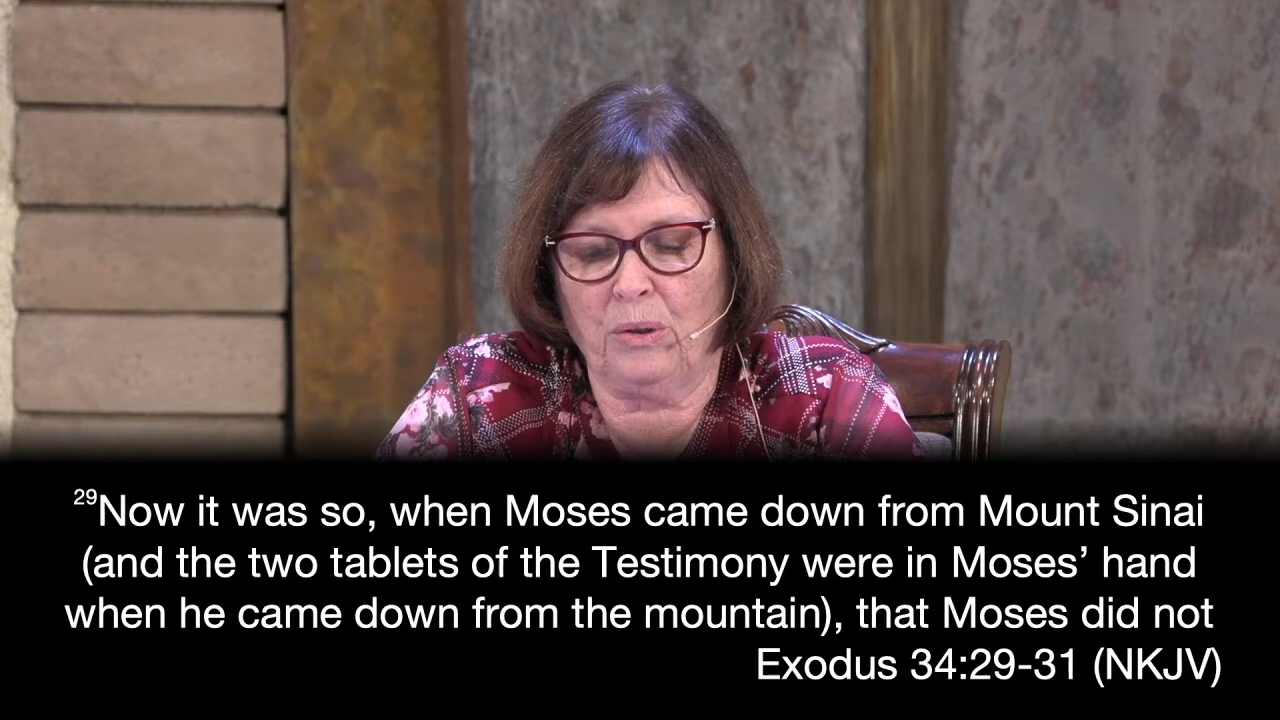 29Now it was so, when Moses came down from Mount Sinai
(and the two tablets of the Testimony were in Moses’ hand
when he came down from the mountain), that Moses did not
Exodus 34:29-31 (NKJV)